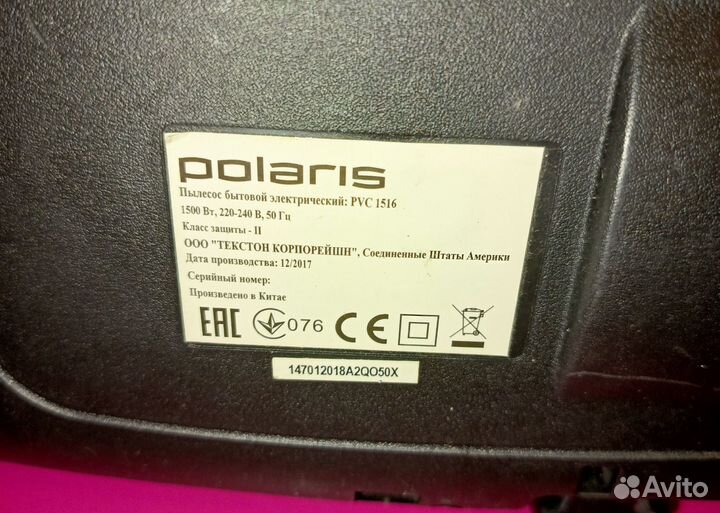 polaris
Пылесос бытовой электрический: PVC 1516
1500 Вт, 220-240 В, 50 Гц
Класс защиты - II
ООО "ТЕКСТОН КОРПОРЕЙШН", Соединенные Штаты Америки
Дата производства: 12/2017
Серийный номер:
Произведено в Китае
EAC 076 CE
147012018A2QO50X
Avito